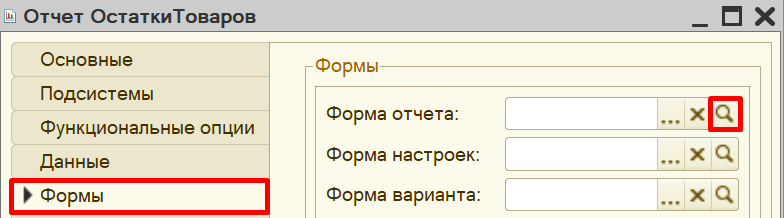 Отчет ОстаткиТоваров
Основные
Подсистемы
Функциональные опции
Данные
Формы
Формы
Форма отчета:
...
Форма настроек:
...
Форма варианта:
...